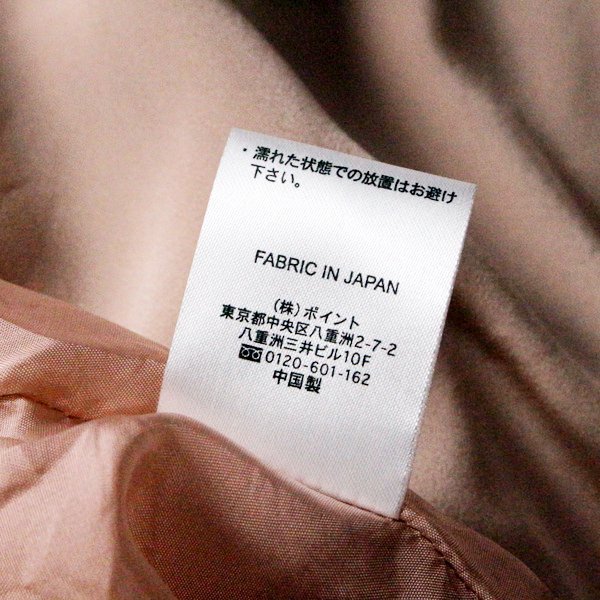 ・濡れた状態での放置はお避け
下さい。
FABRIC IN JAPAN
(株)ポイント
東京都中央区八重洲2-7-2
八重洲三井ビル10F
0120-601-162
中国製